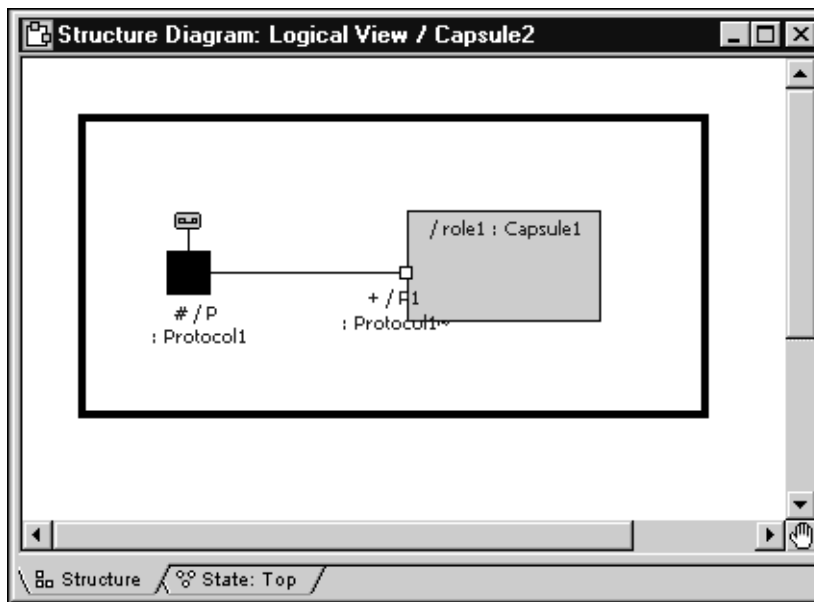 Structure Diagram: Logical View / Capsule2
/ role1 : Capsule1
# / P
: Protocol1
+ / P1
: Protocol1~
Structure
State: Top